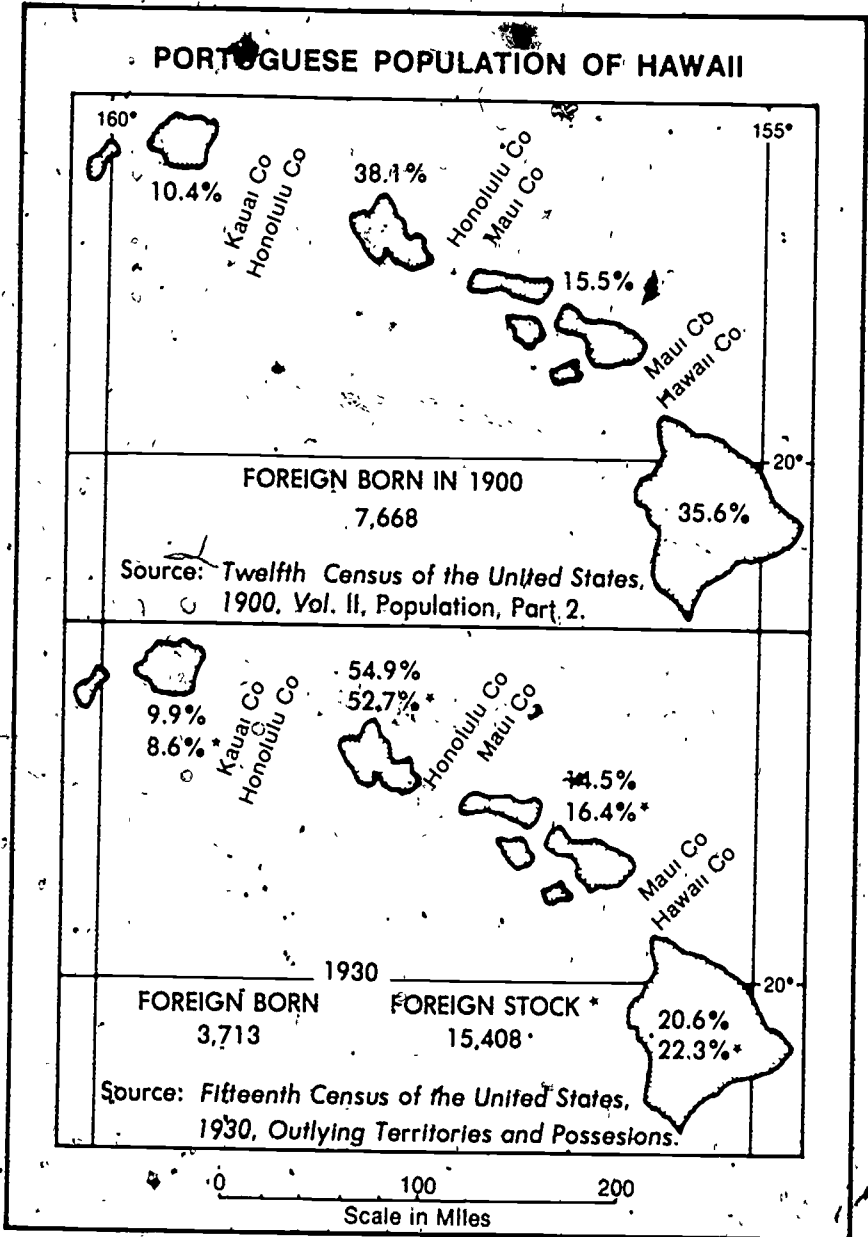 PORTUGUESE POPULATION OF HAWAII
160°
155°
10.4%
Kauai Co
Honolulu Co
38.1%
Honolulu Co
Maui Co
15.5%
Maui Co
Hawaii Co.
20°
FOREIGN BORN IN 1900
7,668
35.6%
Source: Twelfth Census of the United States,
1900, Vol. II, Population, Part 2.
9.9%
8.6% *
Kauai Co
Honolulu Co
54.9%
52.7% *
Honolulu Co
Maui Co
14.5%
16.4% *
Maui Co
Hawaii Co
1930
20°
FOREIGN BORN
3,713
FOREIGN STOCK *
15,408
20.6%
22.3% *
Source: Fifteenth Census of the United States,
1930, Outlying Territories and Possesions.
0 100 200
Scale in Miles